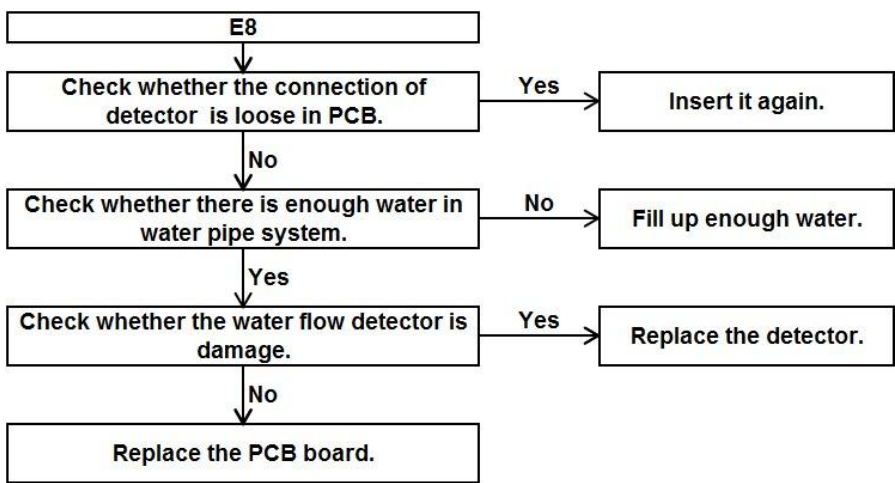 E8
Check whether the connection of
detector is loose in PCB.
Yes
Insert it again.
No
Check whether there is enough water in
water pipe system.
No
Fill up enough water.
Yes
Check whether the water flow detector is
damage.
Yes
Replace the detector.
No
Replace the PCB board.